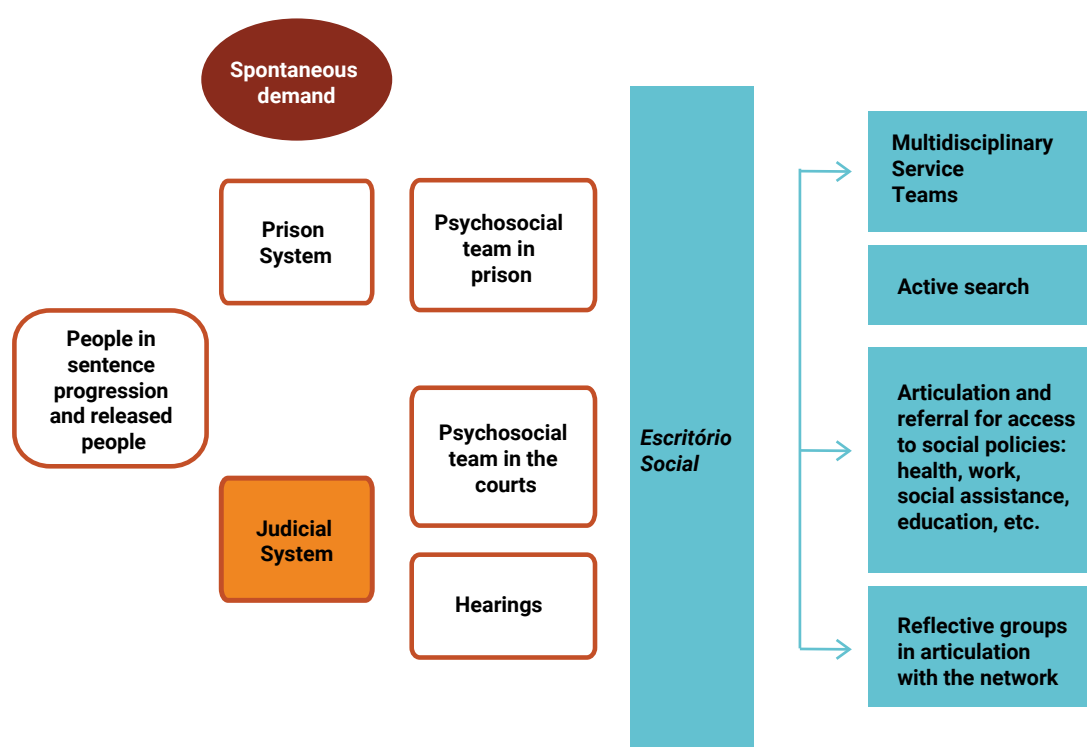 Spontaneous
demand
Prison
System
Psychosocial
team in
prison
People in
sentence
progression
and released
people
Judicial
System
Psychosocial
team in the
courts
Hearings
Escritório
Social
Multidisciplinary
Service
Teams
Active search
Articulation and
referral for access
to social policies:
health, work,
social assistance,
education, etc.
Reflective groups
in articulation
with the network